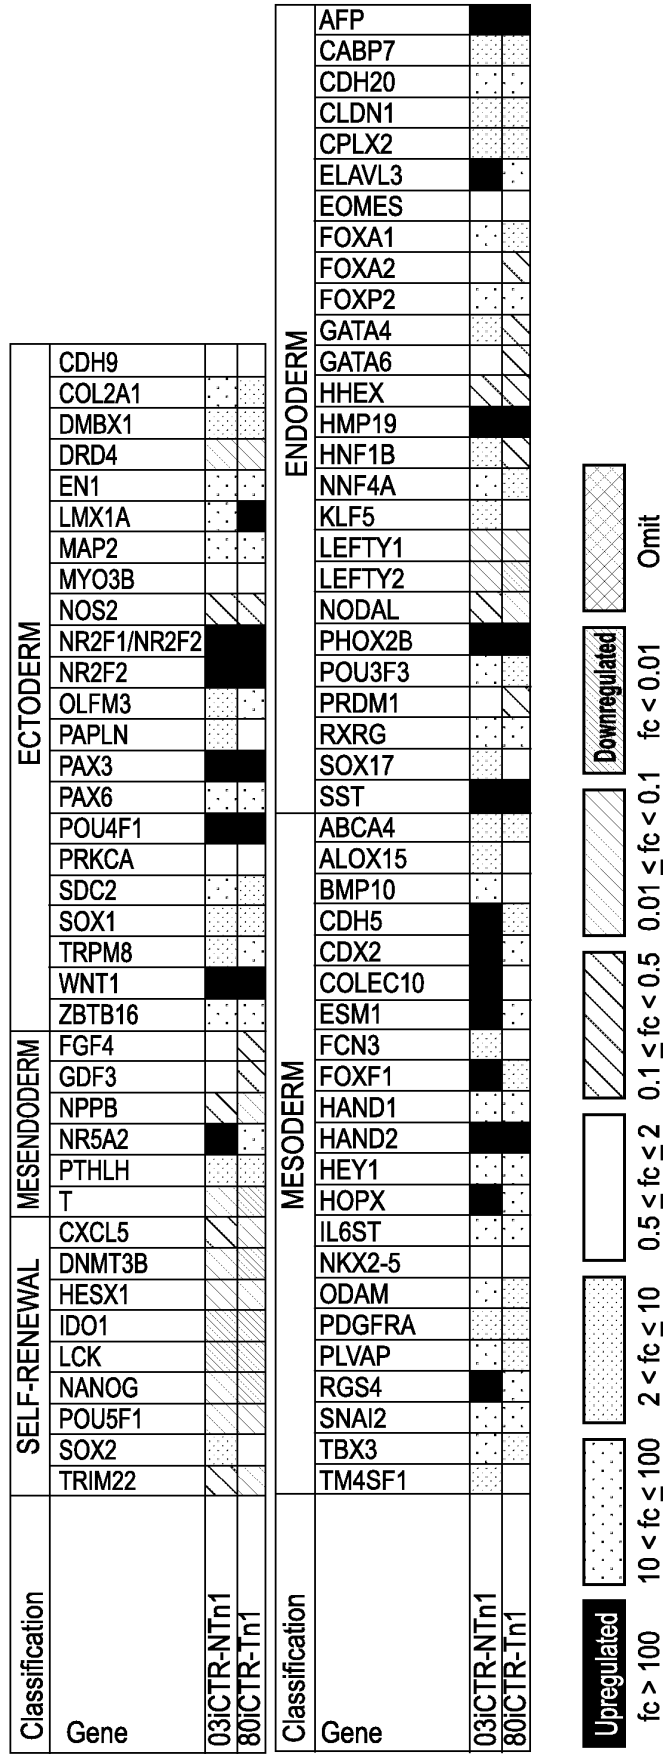 Classification
SELF-RENEWAL
MESENDODERM
ECTODERM
Gene
TRIM22
SOX2
POU5F1
NANOG
LCK
IDO1
HESX1
DNMT3B
CXCL5
T
PTHLH
NR5A2
NPPB
GDF3
FGF4
ZBTB16
WNT1
TRPM8
SOX1
SDC2
PRKCA
POU4F1
PAX6
PAX3
PAPLN
OLFM3
NR2F2
NR2F1/NR2F2
NOS2
MYO3B
MAP2
LMX1A
EN1
DRD4
DMBX1
COL2A1
CDH9
03iCTR-NTn1
80iCTR-Tn1
Classification
MESODERM
ENDODERM
Gene
TM4SF1
TBX3
SNAI2
RGS4
PLVAP
PDGFRA
ODAM
NKX2-5
IL6ST
HOPX
HEY1
HAND2
HAND1
FOXF1
FCN3
ESM1
COLEC10
CDX2
CDH5
BMP10
ALOX15
ABCA4
SST
SOX17
RXRG
PRDM1
POU3F3
PHOX2B
NODAL
LEFTY2
LEFTY1
KLF5
NNF4A
HNF1B
HMP19
HHEX
GATA6
GATA4
FOXP2
FOXA2
FOXA1
EOMES
ELAVL3
CPLX2
CLDN1
CDH20
CABP7
AFP
03iCTR-NTn1
80iCTR-Tn1
Upregulated
Downregulated
fc > 100
10 < fc ≤ 100
2 < fc ≤ 10
0.5 ≤ fc ≤ 2
0.1 ≤ fc < 0.5
0.01 ≤ fc < 0.1
fc < 0.01
Omit